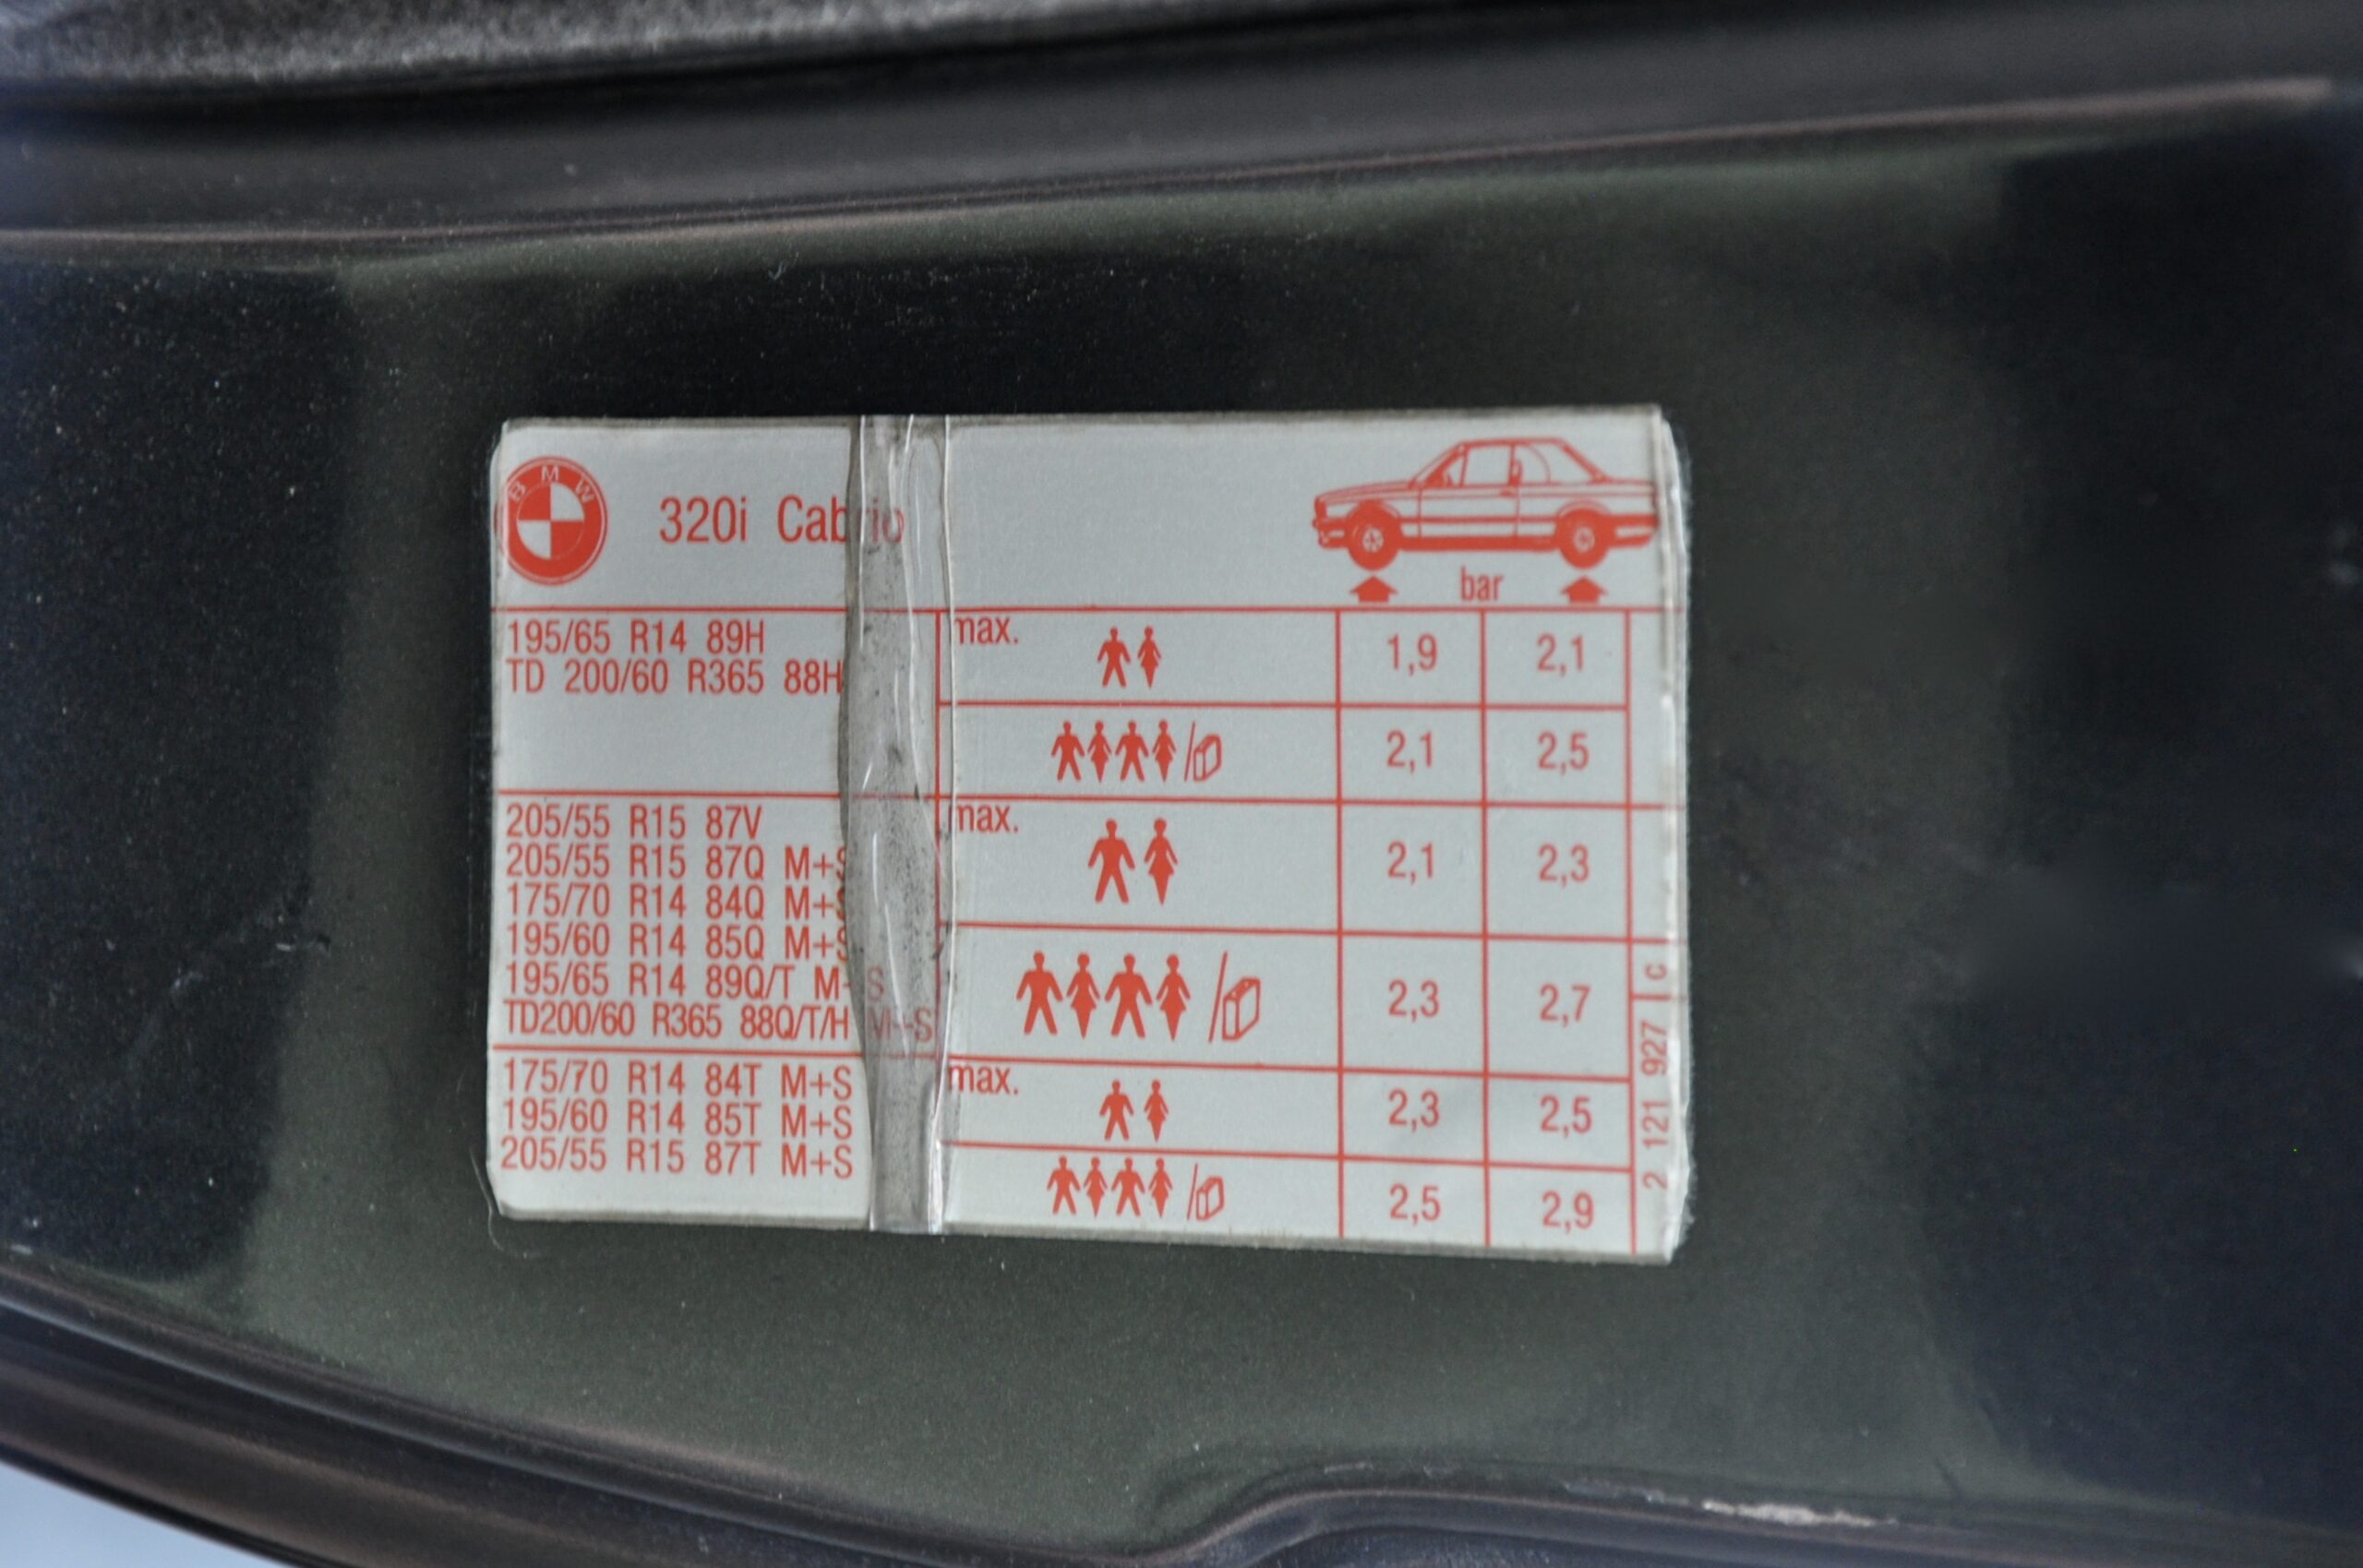 BMW
320i Cabrio
bar
195/65 R14 89H
TD 200/60 R365 88H
max.
1,9
2,1
2,1
2,5
205/55 R15 87V
205/55 R15 87Q M+S
175/70 R14 84Q M+S
195/60 R14 85Q M+S
195/65 R14 89Q/T M+S
TD200/60 R365 88Q/T/H M+S
max.
2,1
2,3
2,3
2,7
175/70 R14 84T M+S
195/60 R14 85T M+S
205/55 R15 87T M+S
max.
2,3
2,5
2,5
2,9
2 121 927 | c